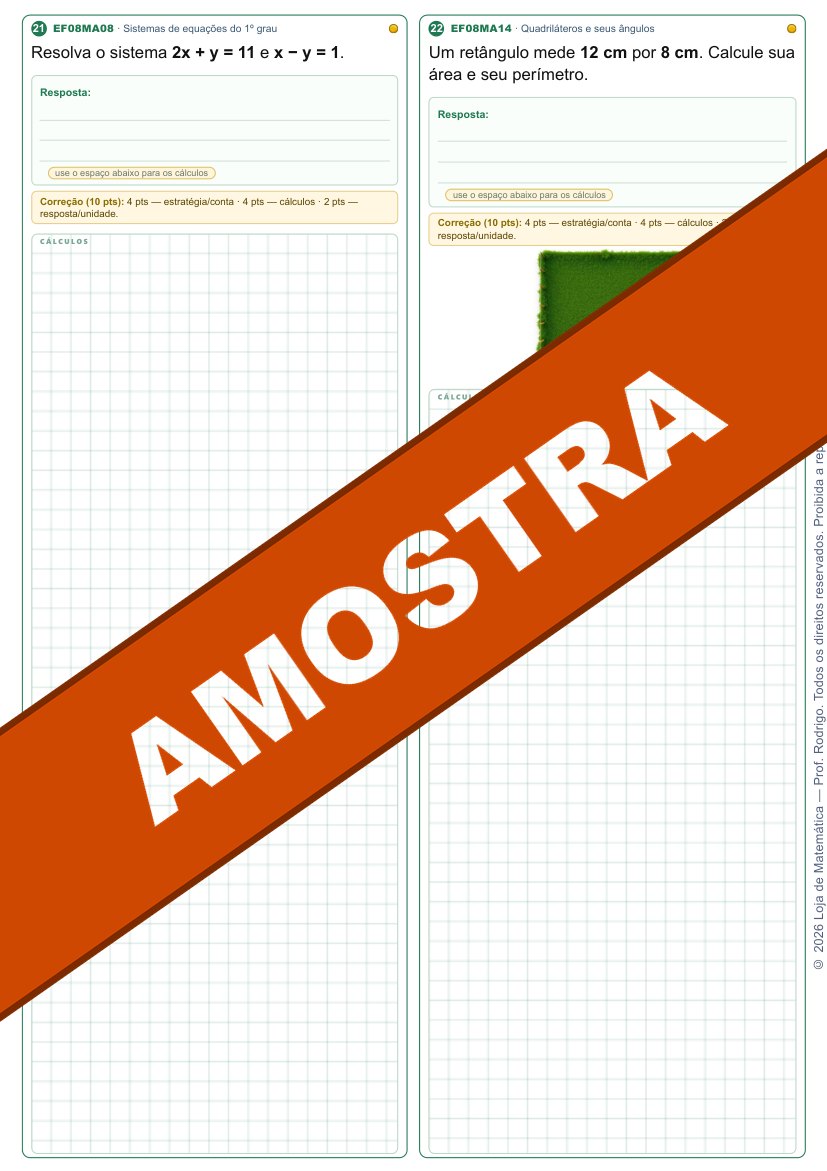 21 EF08MA08 · Sistemas de equações do 1º grau
Resolva o sistema 2x + y = 11 e x − y = 1.
Resposta:
use o espaço abaixo para os cálculos
Correção (10 pts): 4 pts — estratégia/conta · 4 pts — cálculos · 2 pts —
resposta/unidade.
CÁLCULOS
22 EF08MA14 · Quadriláteros e seus ângulos
Um retângulo mede 12 cm por 8 cm. Calcule sua
área e seu perímetro.
Resposta:
use o espaço abaixo para os cálculos
Correção (10 pts): 4 pts — estratégia/conta · 4 pts — cálculos ·
resposta/unidade.
AMOSTRA
© 2026 Loja de Matemática — Prof. Rodrigo. Todos os direitos reservados. Proibida a